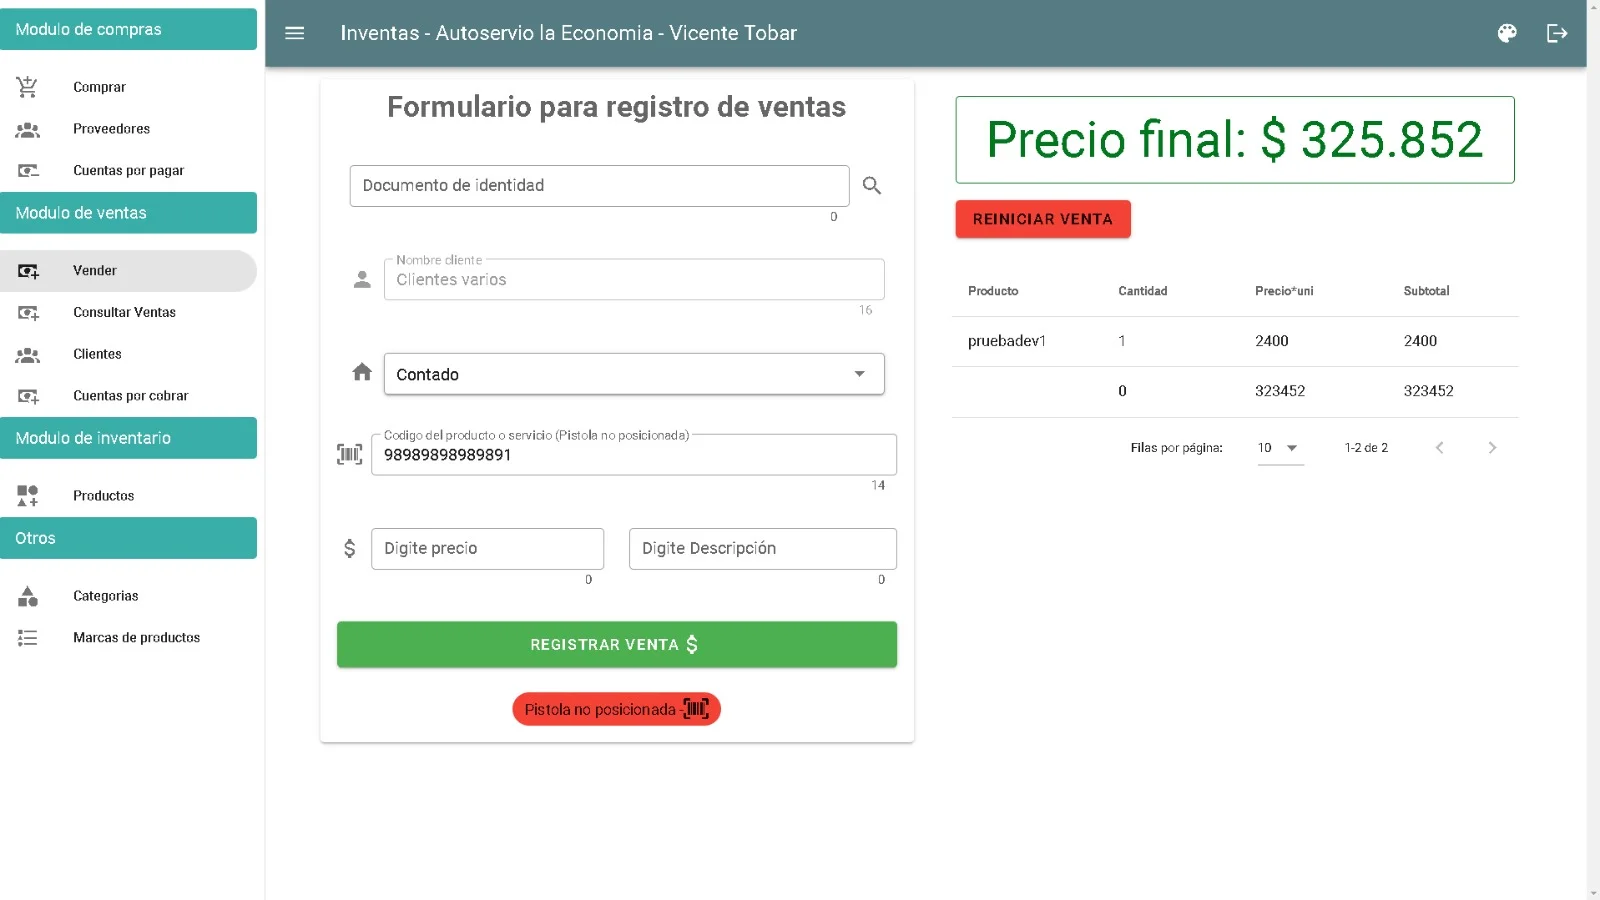 Modulo de compras
Comprar
Proveedores
Cuentas por pagar
Modulo de ventas
Vender
Consultar Ventas
Clientes
Cuentas por cobrar
Modulo de inventario
Productos
Otros
Categorias
Marcas de productos
Inventas - Autoservio la Economia - Vicente Tobar
Formulario para registro de ventas
Documento de identidad
0
Nombre cliente
Clientes varios
16
Contado
Codigo del producto o servicio (Pistola no posicionada)
98989898989891
14
$ Digite precio Digite Descripción
0 0
REGISTRAR VENTA $
Pistola no posicionada -
Precio final: $ 325.852
REINICIAR VENTA
Producto Cantidad Precio*uni Subtotal
pruebadev1 1 2400 2400
0 323452 323452
Filas por página: 10 1-2 de 2